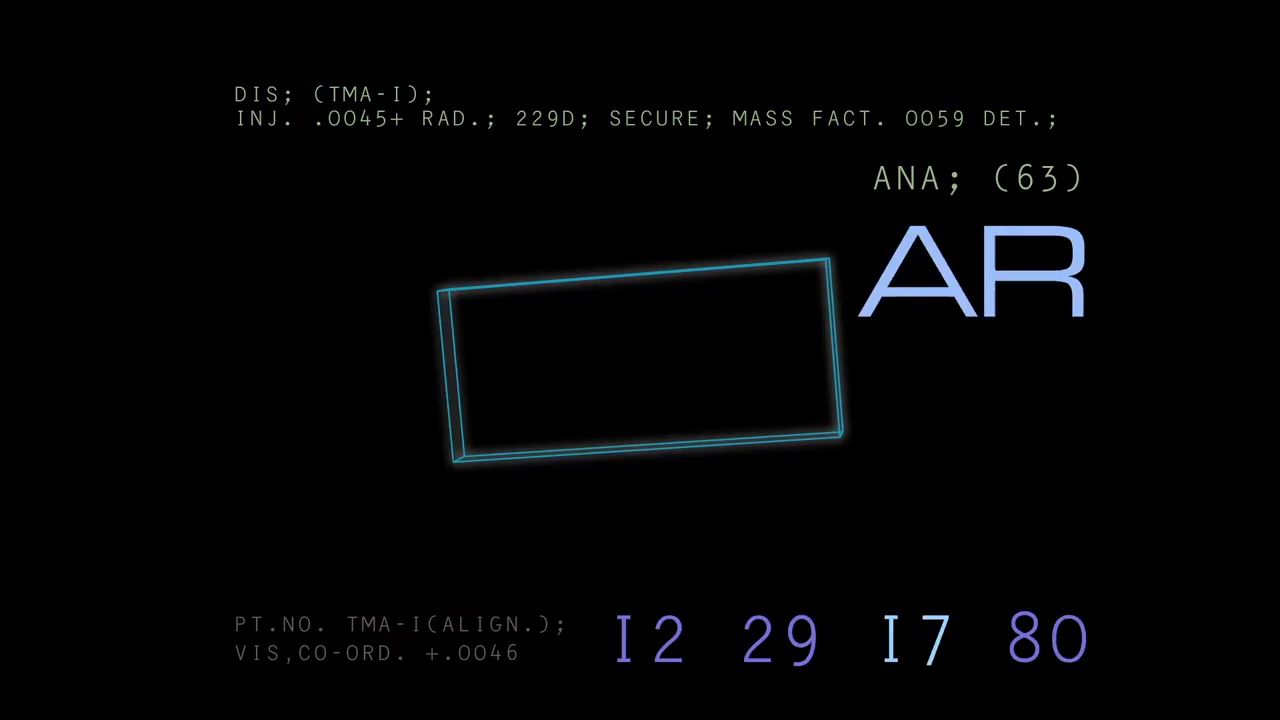 DIS; (TMA-I);
INJ. .0045+ RAD.; 229D; SECURE; MASS FACT. 0059 DET.;
ANA; (63)
AR
PT.NO. TMA-I(ALIGN.);
VIS,CO-ORD. +.0046
I2 29 I7 80